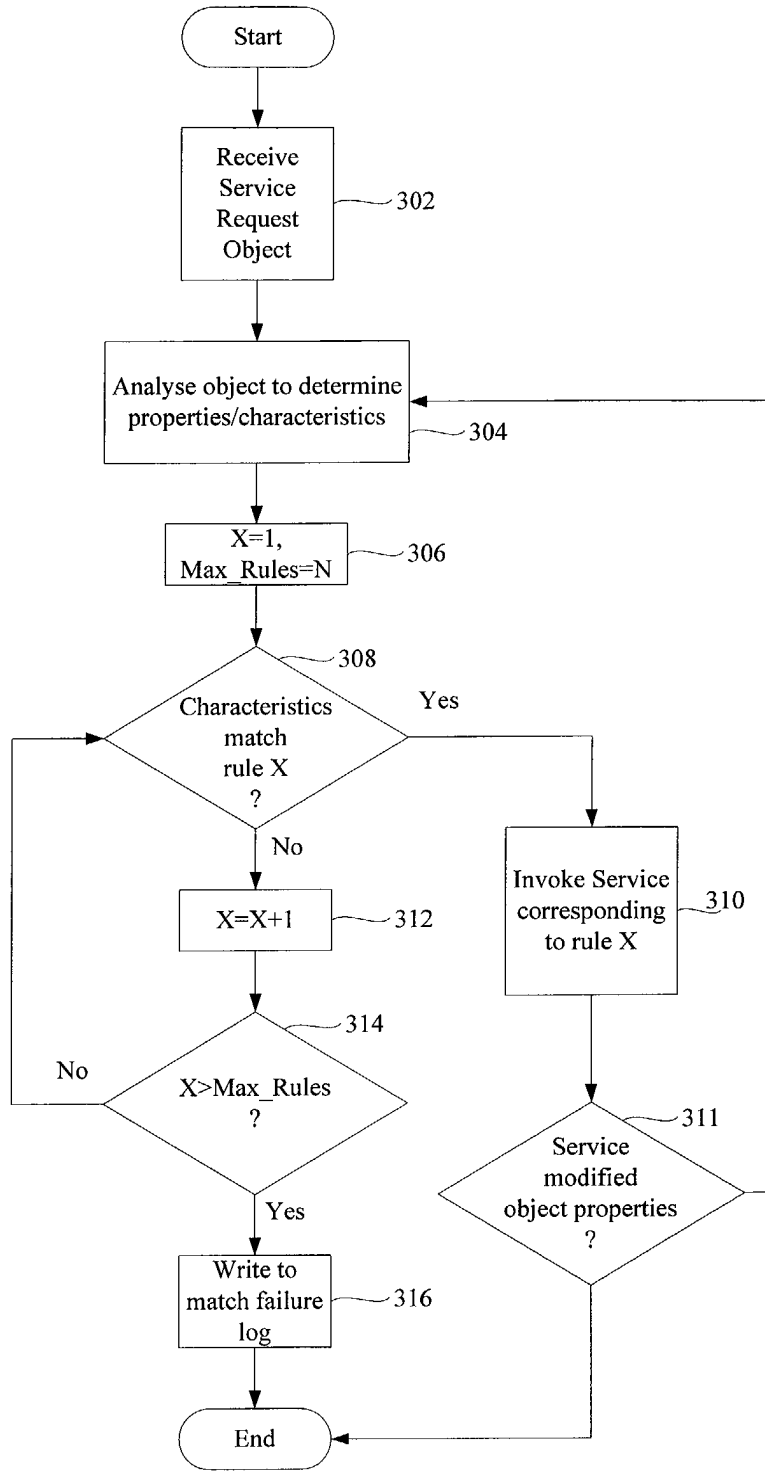 Start
Receive
Service
Request
Object
302
Analyse object to determine
properties/characteristics
304
X=1,
Max_Rules=N
306
308
Characteristics
match
rule X
?
Yes
No
Invoke Service
corresponding
to rule X
310
X=X+1
312
314
No
X>Max_Rules
?
Yes
311
Service
modified
object properties
?
Write to
match failure
log
316
End